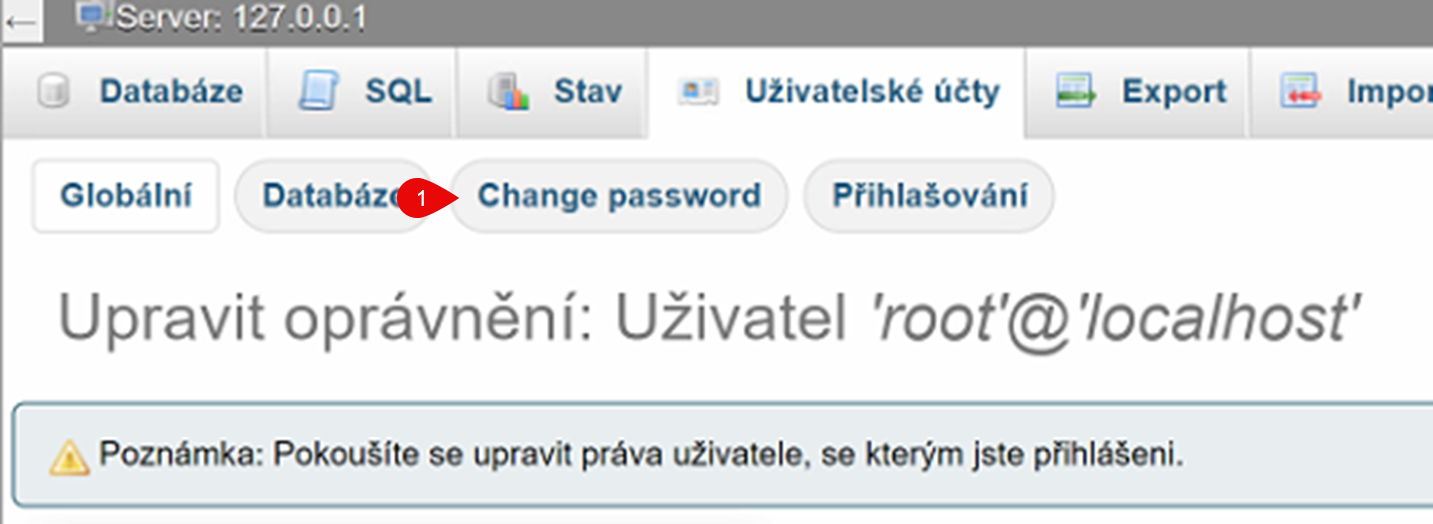 Server: 127.0.0.1
Databáze SQL Stav Uživatelské účty Export
Globální Databáze 1 Change password Přihlašování
Upravit oprávnění: Uživatel 'root'@'localhost'
Poznámka: Pokoušíte se upravit práva uživatele, se kterým jste přihlášeni.